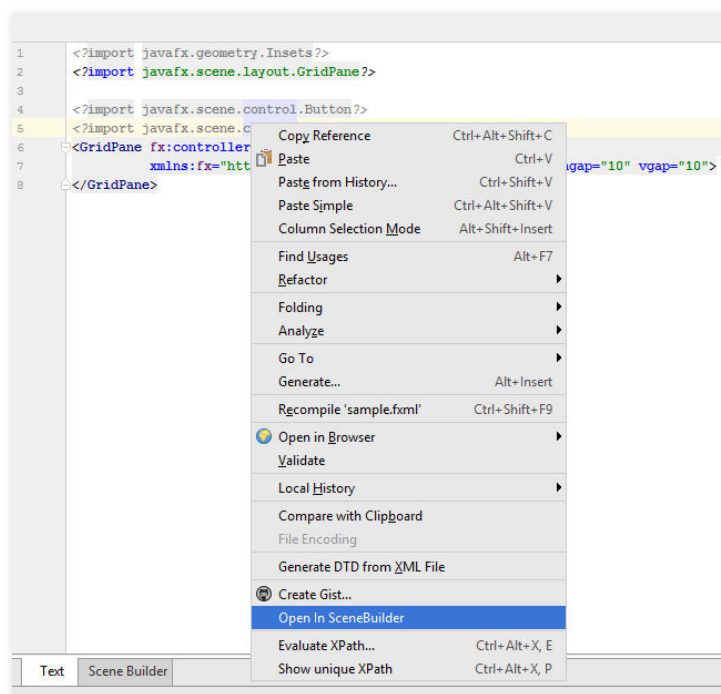 1 <?import javafx.geometry.Insets?>
2 <?import javafx.scene.layout.GridPane?>
3
4 <?import javafx.scene.control.Button?>
5 <?import javafx.scene.c
6 <GridPane fx:controller
7 xmlns:fx="htt gap="10" vgap="10">
8 </GridPane>
Copy Reference Ctrl+Alt+Shift+C
Paste Ctrl+V
Paste from History... Ctrl+Shift+V
Paste Simple Ctrl+Alt+Shift+V
Column Selection Mode Alt+Shift+Insert
Find Usages Alt+F7
Refactor
Folding
Analyze
Go To
Generate... Alt+Insert
Recompile 'sample.fxml' Ctrl+Shift+F9
Open in Browser
Validate
Local History
Compare with Clipboard
File Encoding
Generate DTD from XML File
Create Gist...
Open In SceneBuilder
Evaluate XPath... Ctrl+Alt+X, E
Show unique XPath Ctrl+Alt+X, P
Text Scene Builder